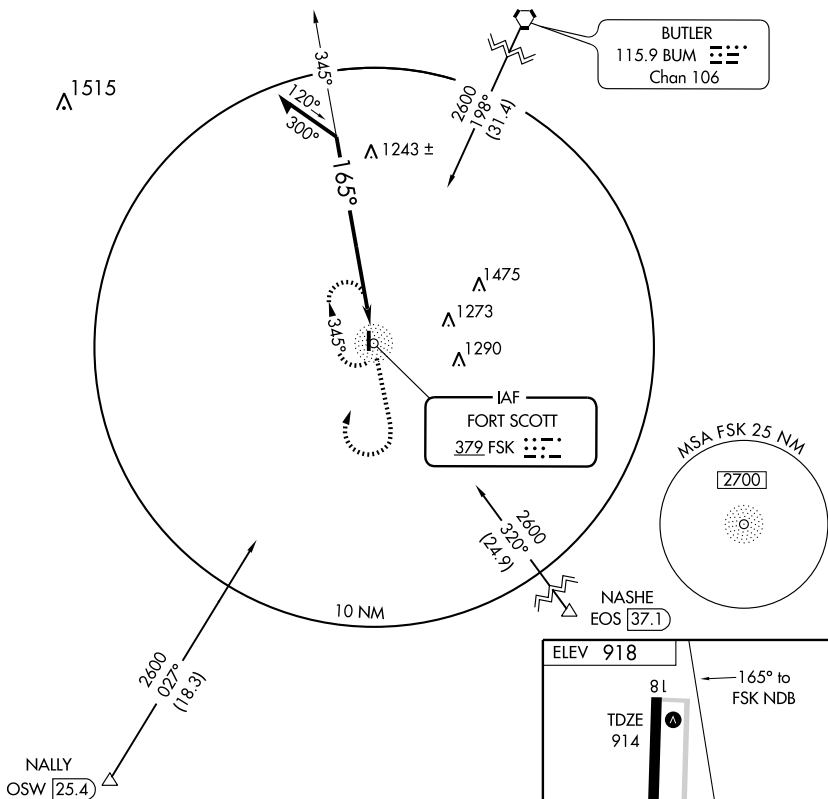 BUTLER
115.9 BUM
Chan 106
1515
345°
120°
300°
2600
198°
(31.4)
1243 ±
165°
1475
1273
1290
345°
IAF
FORT SCOTT
379 FSK
MSA FSK 25 NM
2700
2600
320°
(24.9)
NASHE
EOS 37.1
10 NM
2600
027°
(18.3)
NALLY
OSW 25.4
ELEV 918
18
165° to
FSK NDB
TDZE
914